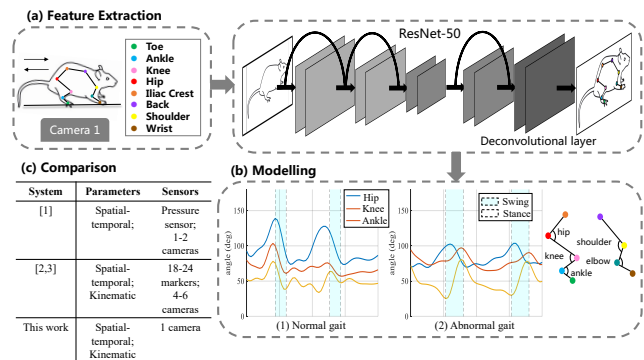 (a) Feature Extraction
Toe
Ankle
Knee
Hip
Iliac Crest
Back
Shoulder
Wrist
Camera 1
ResNet-50
Deconvolutional layer
(c) Comparison
System Parameters Sensors
[1] Spatial-temporal; Pressure sensor; 1-2 cameras
[2,3] Spatial-temporal; Kinematic 18-24 markers; 4-6 cameras
This work Spatial-temporal; Kinematic 1 camera
(b) Modelling
angle (deg)
150
100
50
0
Hip
Knee
Ankle
(1) Normal gait
angle (deg)
150
100
50
0
Swing
Stance
(2) Abnormal gait
hip
knee
ankle
shoulder
elbow